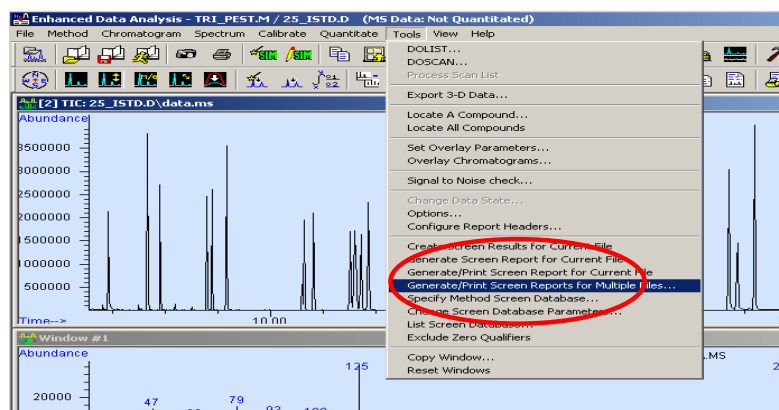 Enhanced Data Analysis - TRI_PEST.M / 25_ISTD.D (MS Data: Not Quantitated)
File Method Chromatogram Spectrum Calibrate Quantitate Tools View Help
DOLIST...
DOSCAN...
Process Scan List
Export 3-D Data...
Locate A Compound...
Locate All Compounds
Set Overlay Parameters...
Overlay Chromatograms...
Signal to Noise check...
Change Data State...
Options...
Configure Report Headers...
Create Screen Results for Current File
Generate Screen Report for Current File
Generate/Print Screen Report for Current File
Generate/Print Screen Reports for Multiple Files...
Specify Method Screen Database...
Change Screen Database Parameters...
List Screen Database...
Exclude Zero Qualifiers
Copy Window...
Reset Windows
SIM SIM
[2] TIC: 25_ISTD.D\data.ms
Abundance
3500000
3000000
2500000
2000000
1500000
1000000
500000
Time-->
10.00
Window #1
Abundance
.MS
125
20000
47
79
93